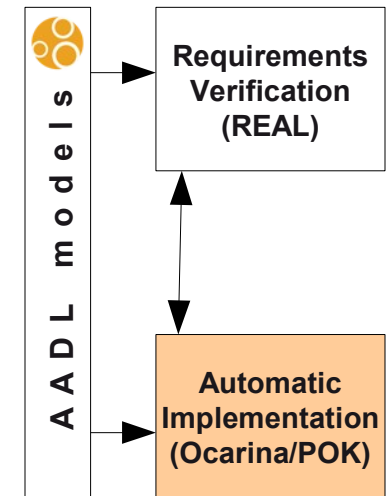 AADL models
Requirements
Verification
(REAL)
Automatic
Implementation
(Ocarina/POK)